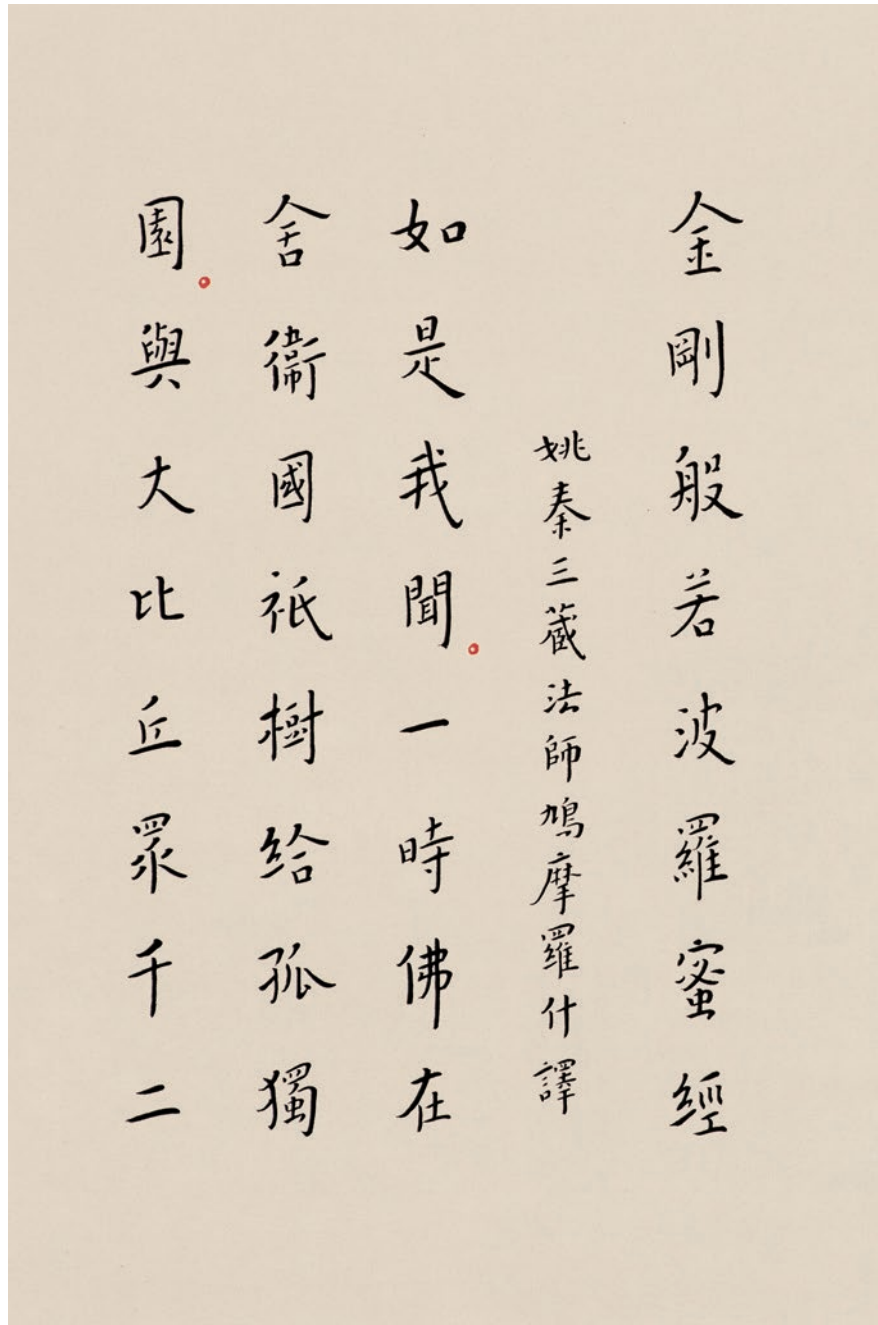 金剛般若波羅蜜經
姚秦三藏法師鳩摩羅什譯
如是我聞。一時佛在
舍衛國祇樹給孤獨
園。與大比丘眾千二